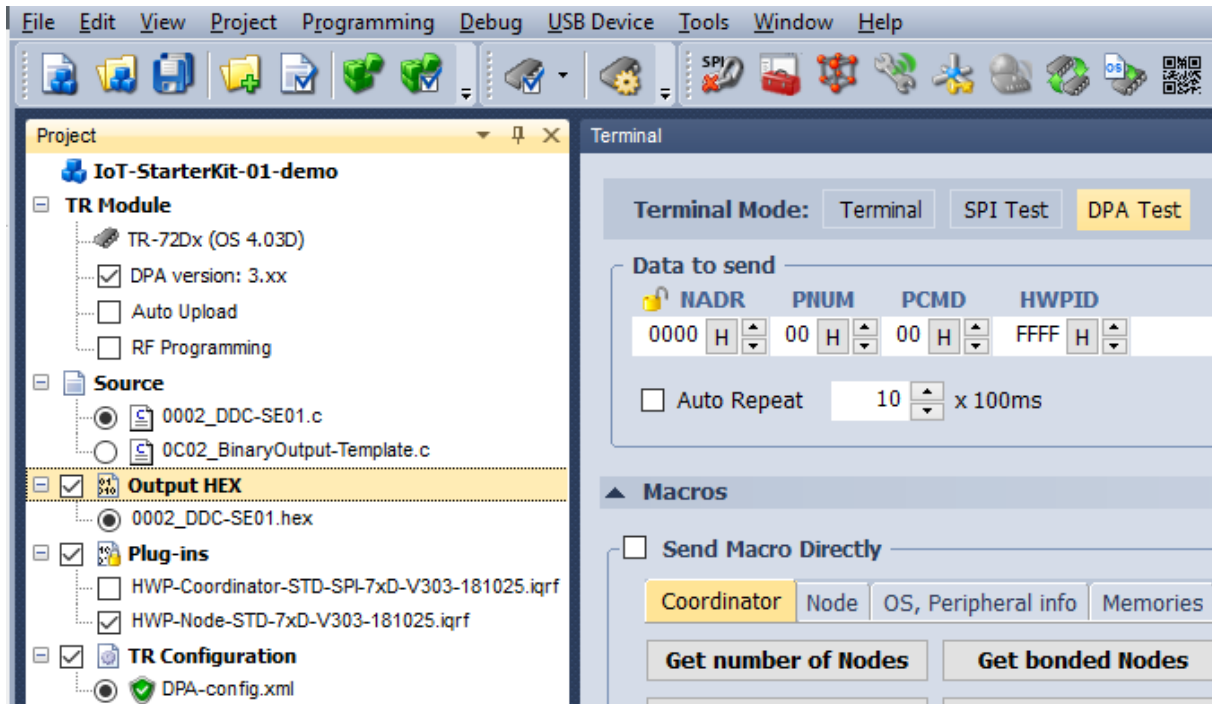 File Edit View Project Programming Debug USB Device Tools Window Help
SPI OS
Project
IoT-StarterKit-01-demo
TR Module
TR-72Dx (OS 4.03D)
DPA version: 3.xx
Auto Upload
RF Programming
Source
0002_DDC-SE01.c
0C02_BinaryOutput-Template.c
Output HEX
0002_DDC-SE01.hex
Plug-ins
HWP-Coordinator-STD-SPI-7xD-V303-181025.iqrf
HWP-Node-STD-7xD-V303-181025.iqrf
TR Configuration
DPA-config.xml
Terminal
Terminal Mode: Terminal SPI Test DPA Test
Data to send
NADR PNUM PCMD HWPID
0000 H 00 H 00 H FFFF H
Auto Repeat 10 x 100ms
Macros
Send Macro Directly
Coordinator Node OS, Peripheral info Memories
Get number of Nodes Get bonded Nodes